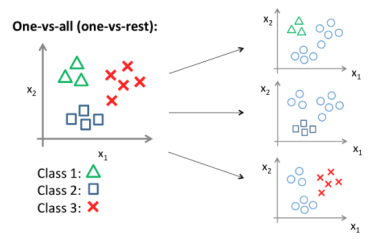 One-vs-all (one-vs-rest):
x2
x1
Class 1:
Class 2:
Class 3:
x2
x1
x2
x1
x2
x1